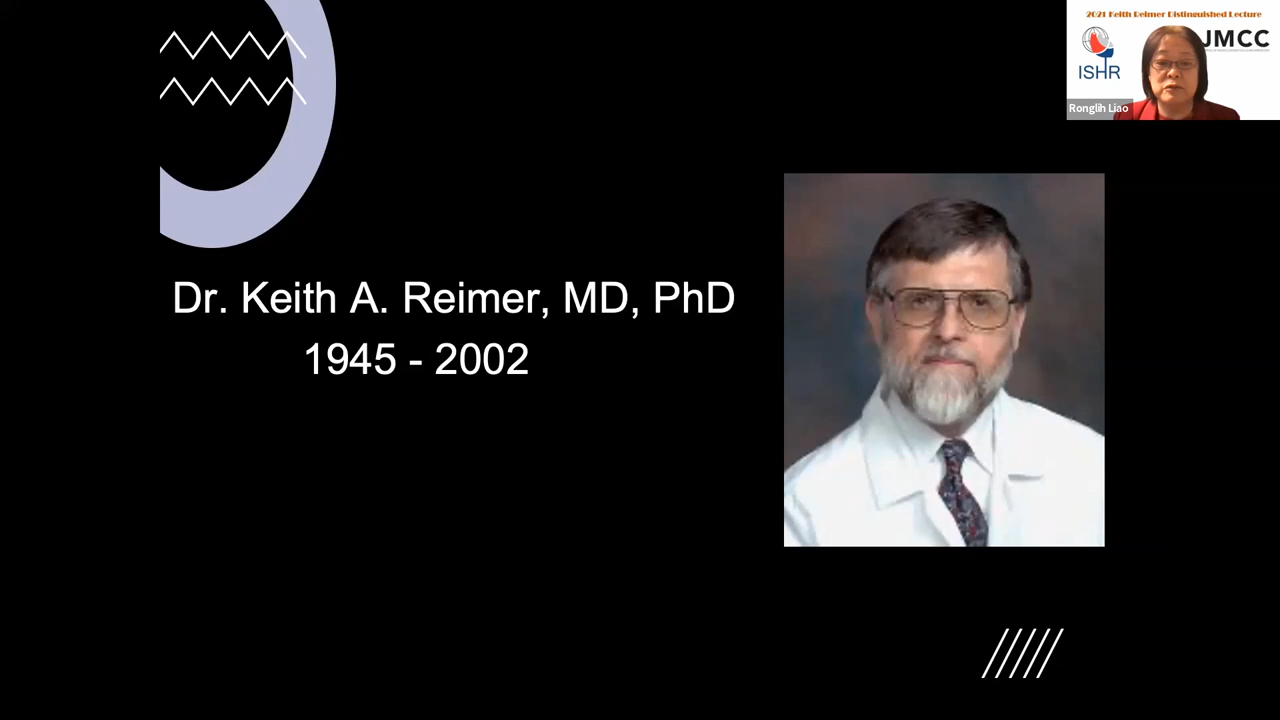 2021 Keith Reimer Distinguished Lecture
JMCC
ISHR
Ronglih Liao
Dr. Keith A. Reimer, MD, PhD
1945 - 2002